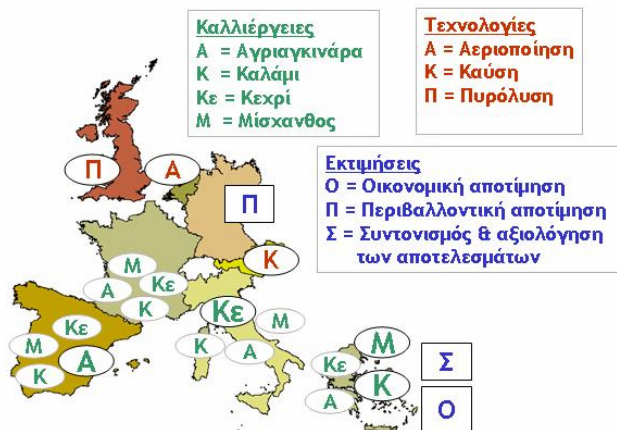 Καλλιέργειες
Α = Αγριαγκινάρα
Κ = Καλάμι
Κε = Κεχρί
Μ = Μίσχανθος
Τεχνολογίες
Α = Αεριοποίηση
Κ = Καύση
Π = Πυρόλυση
Εκτιμήσεις
Ο = Οικονομική αποτίμηση
Π = Περιβαλλοντική αποτίμηση
Σ = Συντονισμός & αξιολόγηση
των αποτελεσμάτων
Π
Α
Π
Κ
Μ
Κε
Α
Κ
Κε
Μ
Α
Κ
Κε
Μ
Κ
Α
Μ
Κε
Κ
Α
Σ
Ο